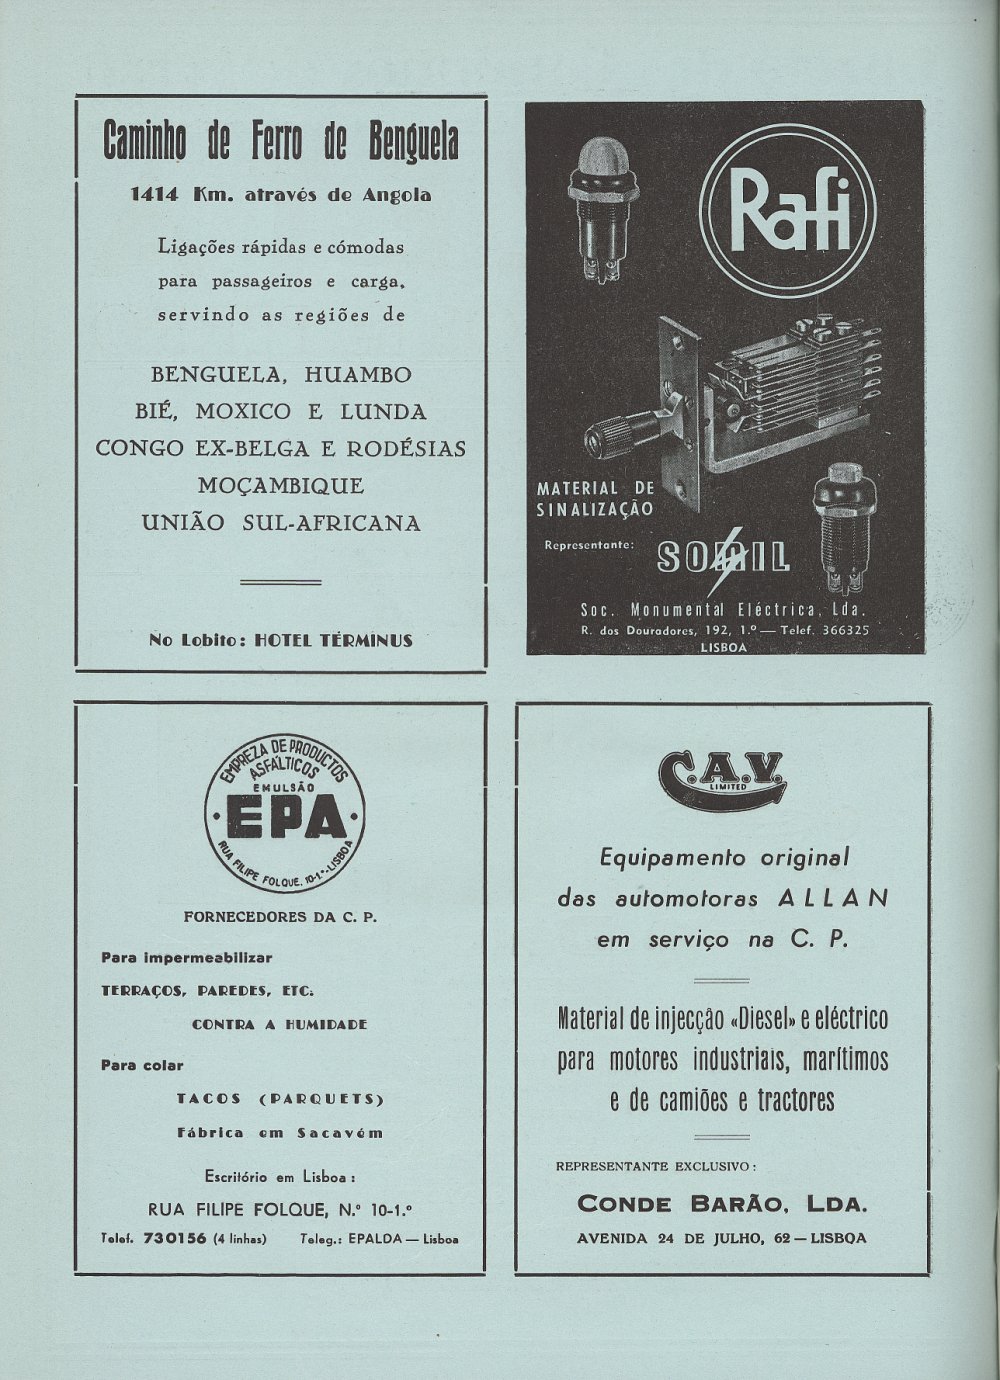 Caminho de Ferro de Benguela
1414 Km. através de Angola
Ligações rápidas e cómodas
para passageiros e carga,
servindo as regiões de
BENGUELA, HUAMBO
BIÉ, MOXICO E LUNDA
CONGO EX-BELGA E RODÉSIAS
MOÇAMBIQUE
UNIÃO SUL-AFRICANA
No Lobito: HOTEL TÉRMINUS
Rafi
MATERIAL DE
SINALIZAÇÃO
Representante:
SOMIL
Soc. Monumental Eléctrica, Lda.
R. dos Douradores, 192, 1.º — Telef. 366325
LISBOA
EMPREZA DE PRODUCTOS
ASFÁLTICOS
EMULSÃO
EPA
RUA FILIPE FOLQUE, 10-1.º-LISBOA
FORNECEDORES DA C. P.
Para impermeabilizar
TERRAÇOS, PAREDES, ETC.
CONTRA A HUMIDADE
Para colar
TACOS (PARQUETS)
Fábrica em Sacavém
Escritório em Lisboa:
RUA FILIPE FOLQUE, N.º 10-1.º
Telef. 730156 (4 linhas) Teleg.: EPALDA — Lisboa
C.A.V.
LIMITED
Equipamento original
das automotoras ALLAN
em serviço na C. P.
Material de injecção «Diesel» e eléctrico
para motores industriais, marítimos
e de camiões e tractores
REPRESENTANTE EXCLUSIVO:
CONDE BARÃO, LDA.
AVENIDA 24 DE JULHO, 62 — LISBOA